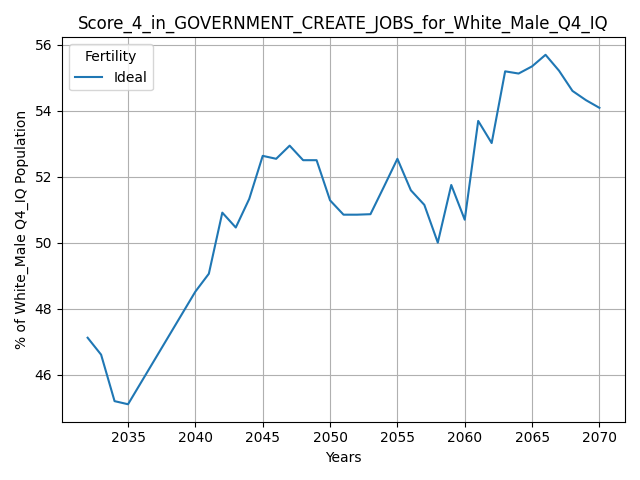 Score_4_in_GOVERNMENT_CREATE_JOBS_for_White_Male_Q4_IQ
Fertility
Ideal
% of White_Male Q4_IQ Population
56
54
52
50
48
46
2035 2040 2045 2050 2055 2060 2065 2070
Years